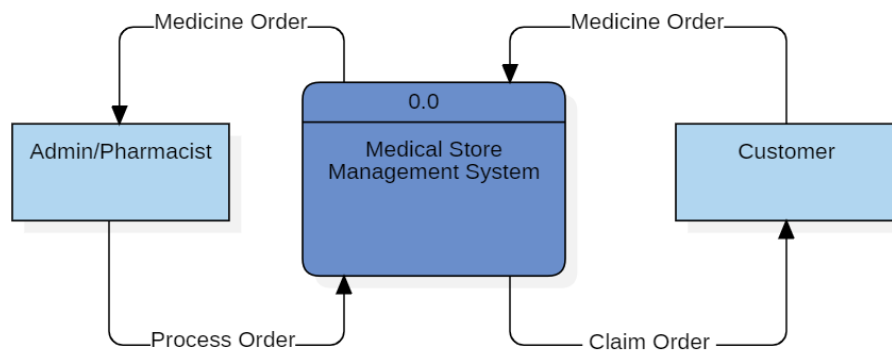 Medicine Order
Medicine Order
0.0
Admin/Pharmacist
Medical Store
Management System
Customer
Process Order
Claim Order